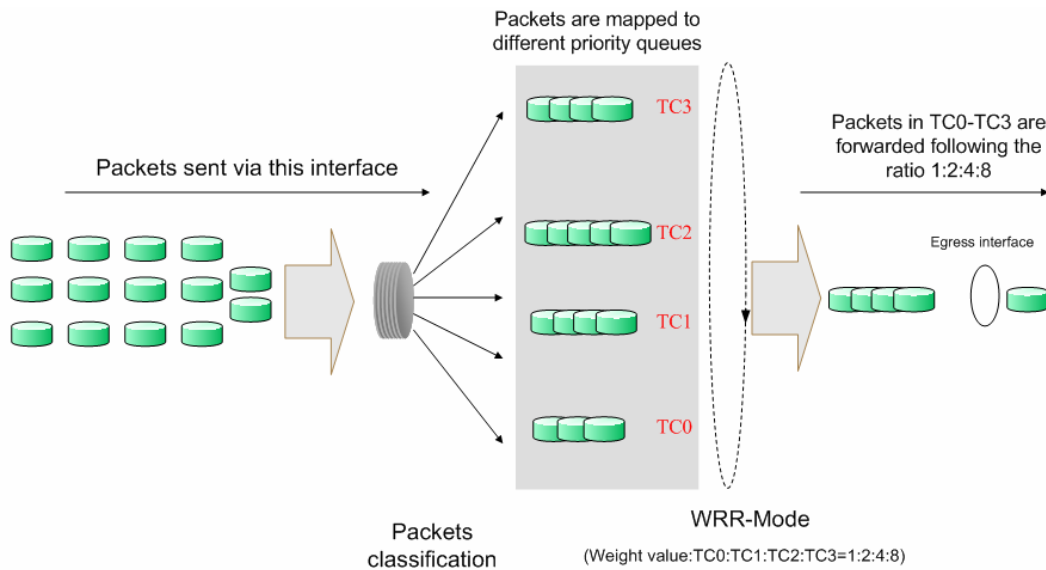 Packets are mapped to
different priority queues
TC3
Packets sent via this interface
Packets in TC0-TC3 are
forwarded following the
ratio 1:2:4:8
TC2
Egress interface
TC1
TC0
Packets
classification
WRR-Mode
(Weight value:TC0:TC1:TC2:TC3=1:2:4:8)